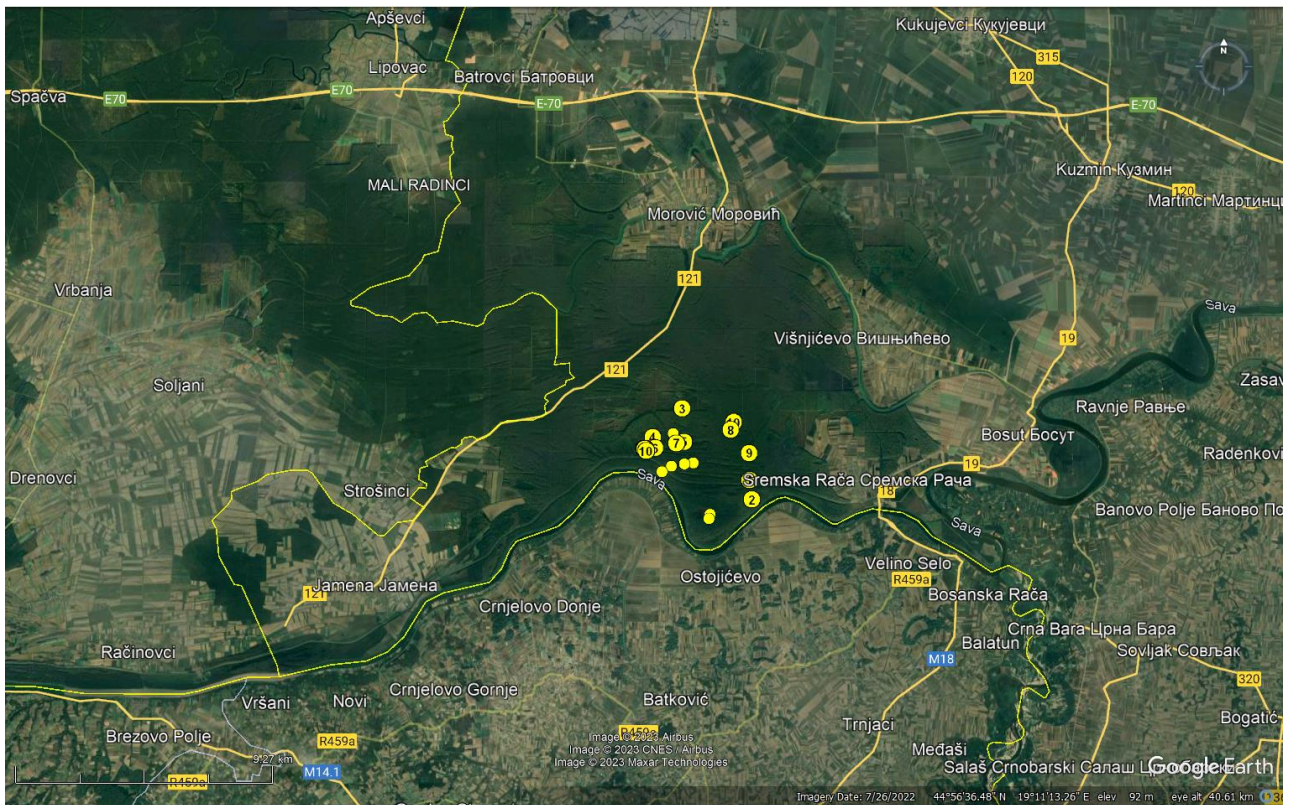 Apševci
Kukujevci Кукујевци
315
Lipovac
120
Batrovci Батровци
E70
E70
E-70
E-70
Spačva
Kuzmin Кузмин
MALI RADINCI
120
Martinci Мартинци
Morović Моровић
N
121
Vrbanja
Sava
Višnjićevo Вишњићево
19
121
Soljani
Zasav
Ravnje Равње
3
8
Bosut Босут
7
10
9
19
Radenkovi
Drenovci
Sava
Sremska Rača Сремска Рача
Strošinci
18
2
Banovo Polje Баново По
Sava
Velino Selo
Ostojićevo
R459a
Jamena Јамена
121
Bosanska Rača
Crnjelovo Donje
Crna Bara Црна Бара
Balatun
Račinovci
Sovljak Совљак
M18
320
Crnjelovo Gornje
Vršani
Novi
Batković
Bogatić
Trnjaci
Brezovo Polje
R459a
Image © 2023 Airbus
Međaši
Image © 2023 CNES / Airbus
9.27 km
Image © 2023 Maxar Technologies
M14.1
Salaš Crnobarski Салаш
Google Earth
R459a
Imagery Date: 7/26/2022 44°56'36.48" N 19°11'13.26" E elev 92 m eye alt 40.61 km